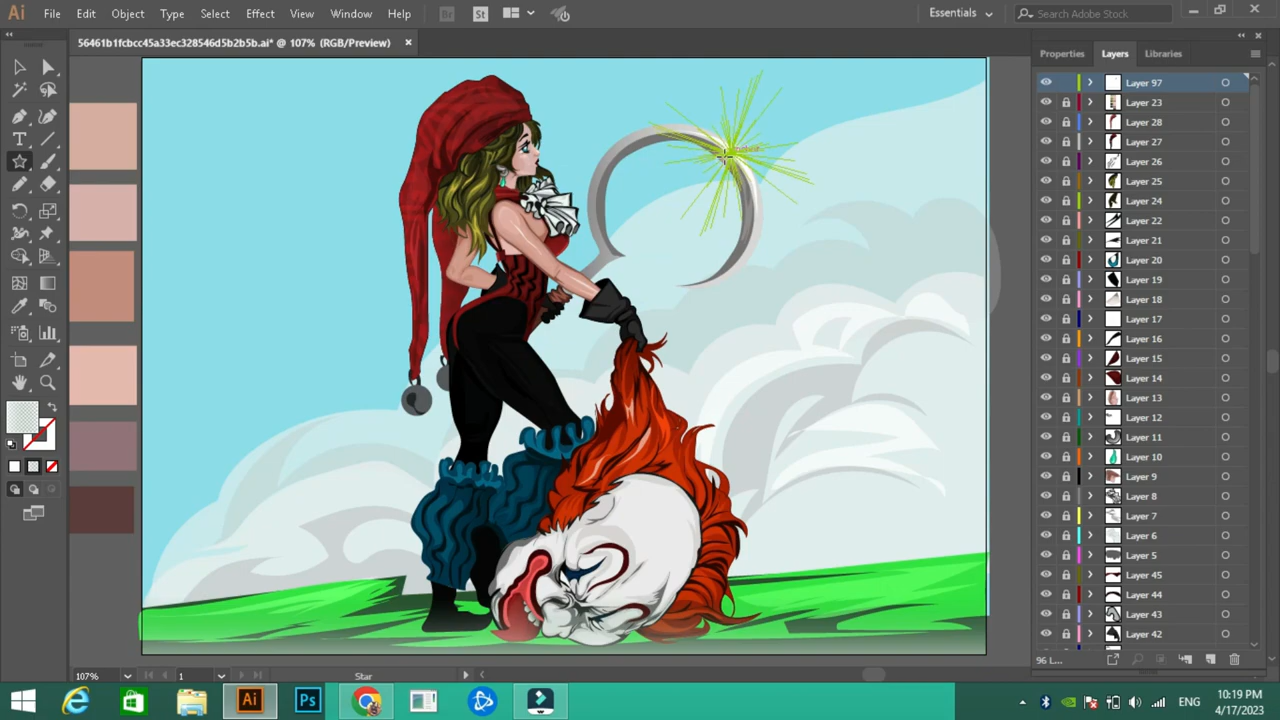 Ai File Edit Object Type Select Effect View Window Help Br St Essentials Search Adobe Stock
56461b1fcbcc45a33ec328546d5b2b5b.ai* @ 107% (RGB/Preview)
Properties Layers Libraries
Layer 97
Layer 23
Layer 28
Layer 27
Layer 26
Layer 25
Layer 24
Layer 22
Layer 21
Layer 20
Layer 19
Layer 18
Layer 17
Layer 16
Layer 15
Layer 14
Layer 13
Layer 12
Layer 11
Layer 10
Layer 9
Layer 8
Layer 7
Layer 6
Layer 5
Layer 45
Layer 44
Layer 43
Layer 42
96 L...
107% 1 Star
Ai Ps ENG
10:19 PM
4/17/2023